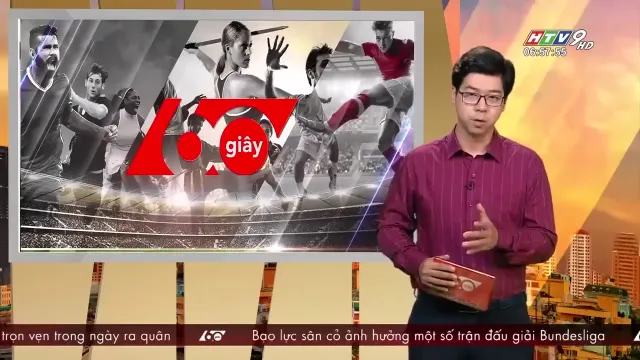 HTV9 HD
06:57:55
60 giây
trọn vẹn trong ngày ra quân 60 Bạo lực sân cỏ ảnh hưởng một số trận đấu giải Bundesliga